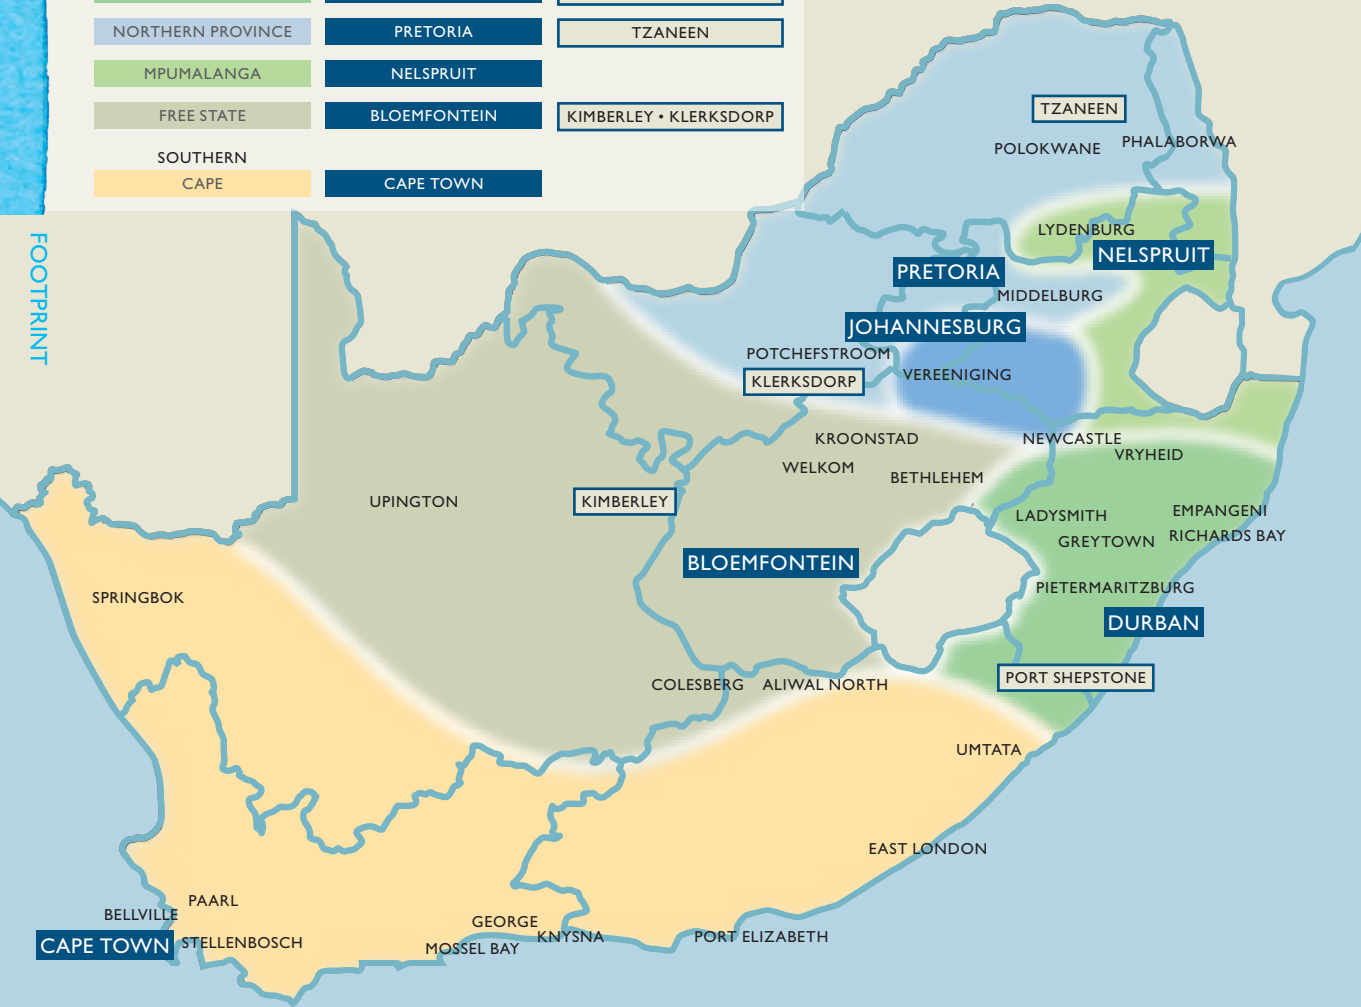 NORTHERN PROVINCE PRETORIA TZANEEN
MPUMALANGA NELSPRUIT
FREE STATE BLOEMFONTEIN KIMBERLEY • KLERKSDORP
SOUTHERN
CAPE CAPE TOWN
FOOTPRINT
TZANEEN
POLOKWANE
PHALABORWA
LYDENBURG
NELSPRUIT
PRETORIA
MIDDELBURG
JOHANNESBURG
POTCHEFSTROOM
KLERKSDORP
VEREENIGING
KROONSTAD
NEWCASTLE
VRYHEID
WELKOM
BETHLEHEM
UPINGTON
KIMBERLEY
LADYSMITH
EMPANGENI
GREYTOWN
RICHARDS BAY
BLOEMFONTEIN
PIETERMARITZBURG
SPRINGBOK
DURBAN
COLESBERG
ALIWAL NORTH
PORT SHEPSTONE
UMTATA
EAST LONDON
PAARL
BELLVILLE
GEORGE
CAPE TOWN
STELLENBOSCH
MOSSEL BAY
KNYSNA
PORT ELIZABETH